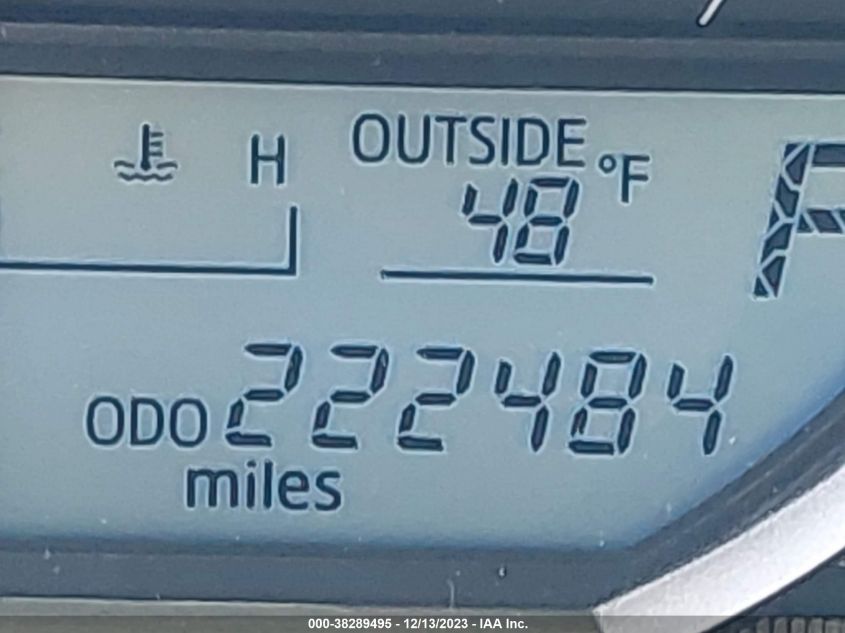 H
OUTSIDE °F
48
ODO 222484
miles
000-38289495 - 12/13/2023 - IAA Inc.